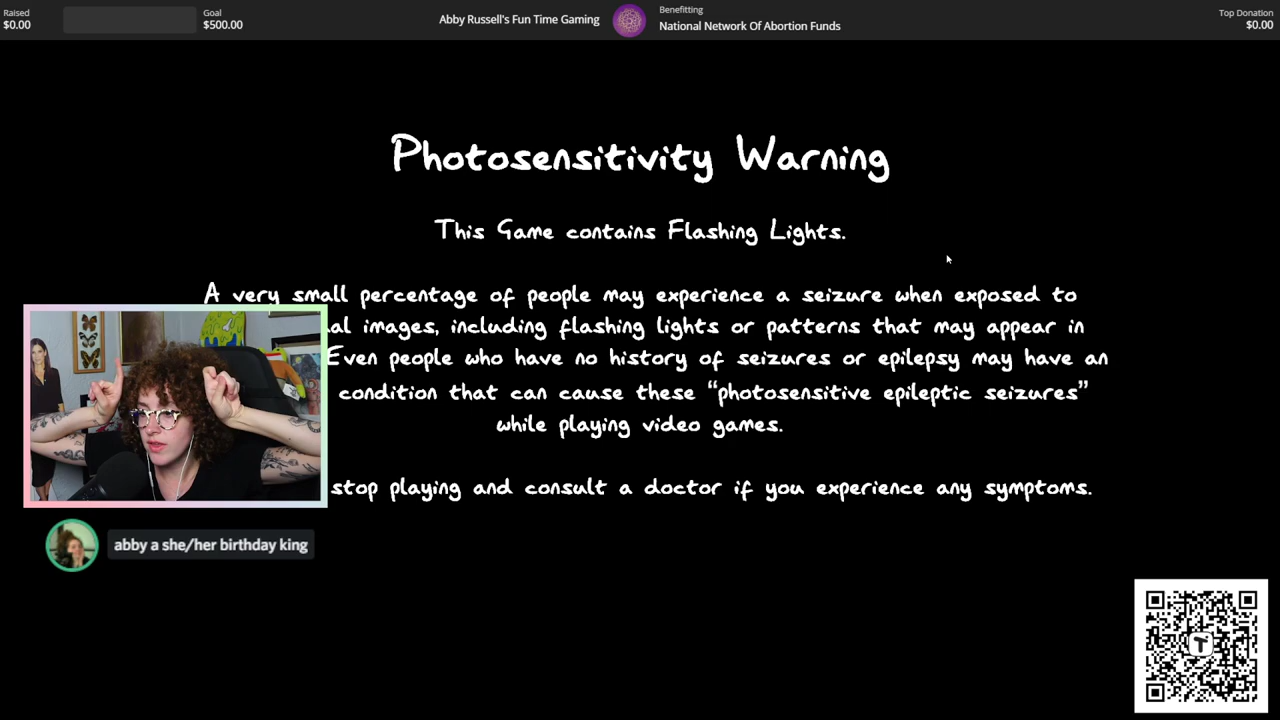 Raised
$0.00
Goal
$500.00
Abby Russell's Fun Time Gaming
Benefitting
National Network Of Abortion Funds
Top Donation
$0.00
Photosensitivity Warning
This Game contains Flashing Lights.
A very small percentage of people may experience a seizure when exposed to
images, including flashing lights or patterns that may appear in
Even people who have no history of seizures or epilepsy may have an
condition that can cause these “photosensitive epileptic seizures”
while playing video games.
stop playing and consult a doctor if you experience any symptoms.
abby a she/her birthday king
T